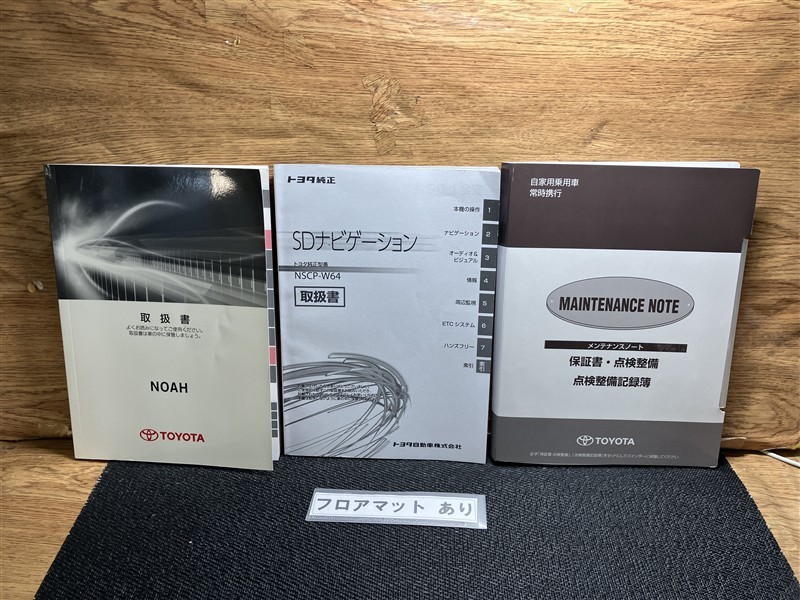 取扱書
よくお読みになってご使用ください。
取扱書は車の中に保管しましょう。
NOAH
TOYOTA
トヨタ純正
SDナビゲーション
トヨタ純正型番
NSCP-W64
取扱書
本機の操作 1
ナビゲーション 2
オーディオ&
ビジュアル 3
情報 4
周辺監視 5
ETC システム 6
ハンズフリー 7
索引 索引
トヨタ自動車株式会社
自家用乗用車
常時携行
MAINTENANCE NOTE
メンテナンスノート
保証書・点検整備
点検整備記録簿
TOYOTA
フロアマット あり